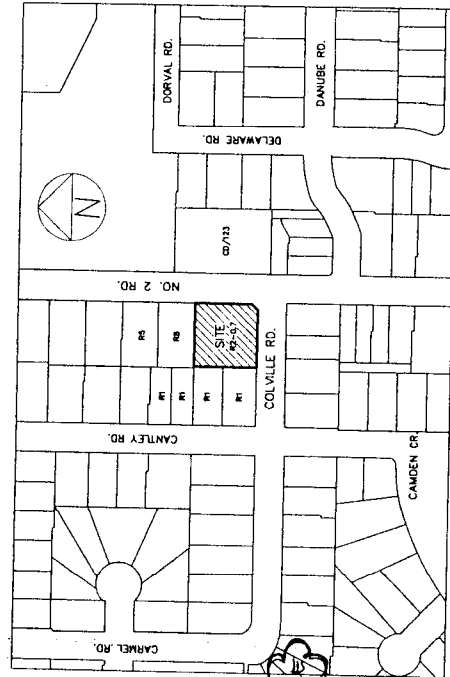 DORVAL RD.
DANUBE RD.
DELAWARE RD.
N
CD/123
NO. 2 RD.
R5
R8
SITE
R2-0.7
R1
R1
R1
R1
COLVILLE RD.
CANTLEY RD.
CAMDEN CR.
CARMEL RD.